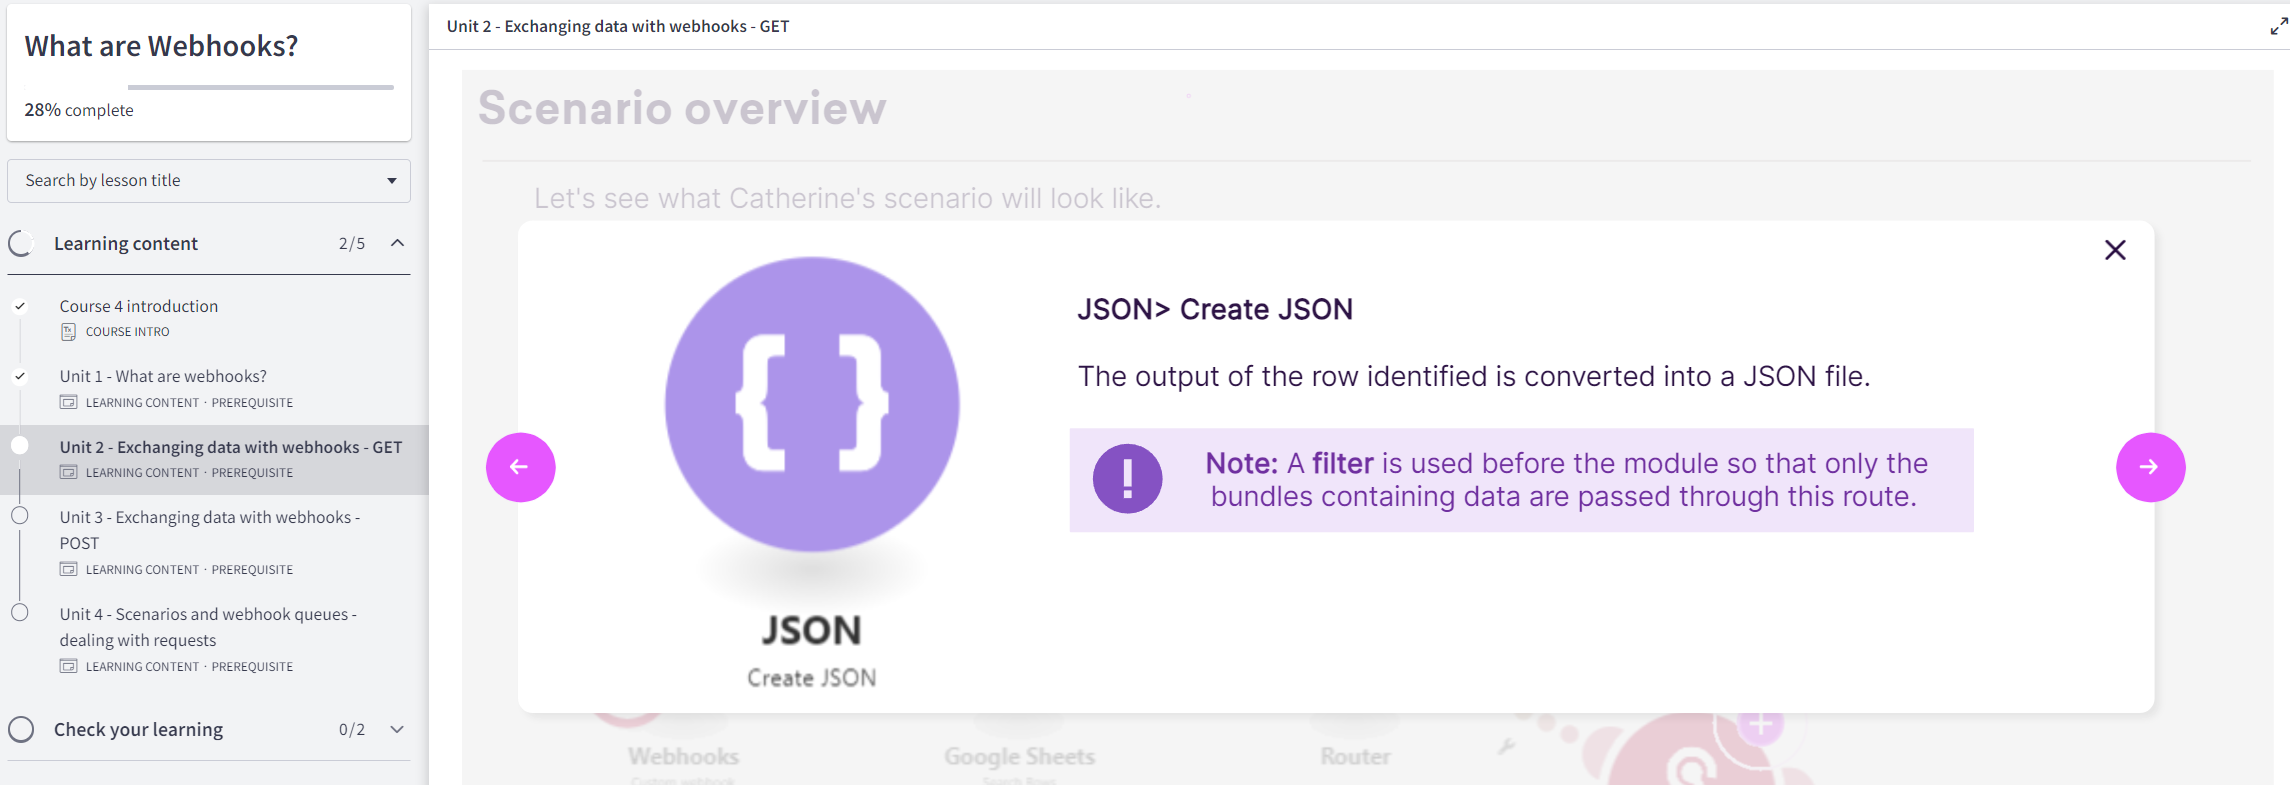 What are Webhooks?
28% complete
Search by lesson title
Learning content 2/5
Course 4 introduction
COURSE INTRO
Unit 1 - What are webhooks?
LEARNING CONTENT · PREREQUISITE
Unit 2 - Exchanging data with webhooks - GET
LEARNING CONTENT · PREREQUISITE
Unit 3 - Exchanging data with webhooks -
POST
LEARNING CONTENT · PREREQUISITE
Unit 4 - Scenarios and webhook queues -
dealing with requests
LEARNING CONTENT · PREREQUISITE
Check your learning 0/2
Unit 2 - Exchanging data with webhooks - GET
Scenario overview
Let's see what Catherine's scenario will look like.
JSON> Create JSON
The output of the row identified is converted into a JSON file.
Note: A filter is used before the module so that only the
bundles containing data are passed through this route.
JSON
Create JSON
Webhooks
Google Sheets
Router
Custom webhook
Search Rows